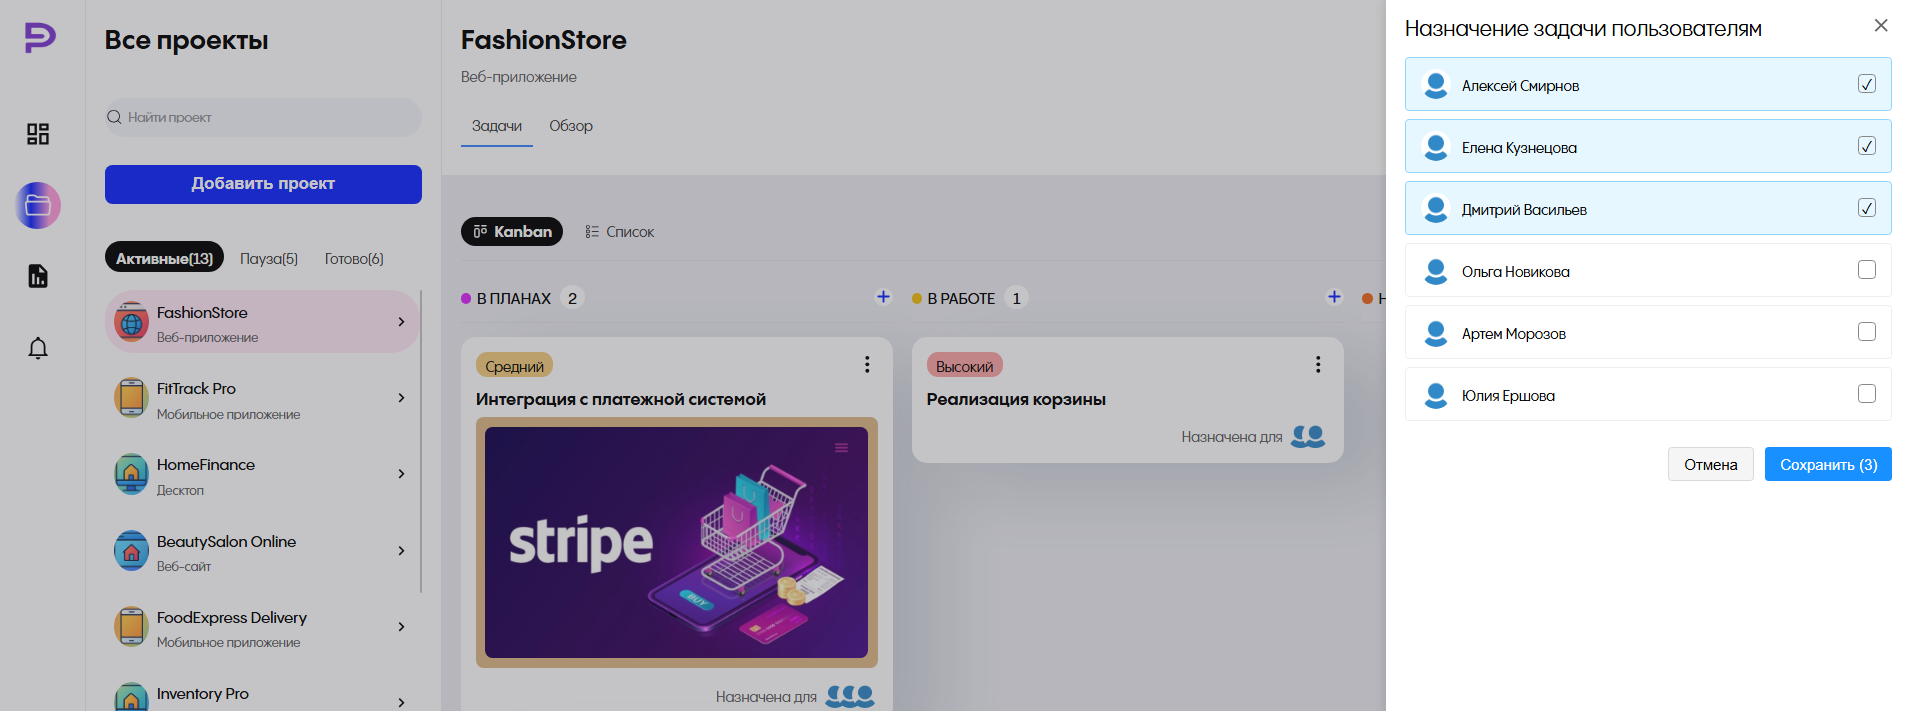 Все проекты
Найти проект
Добавить проект
Активные(13) Пауза(5) Готово(6)
FashionStore
Веб-приложение
FitTrack Pro
Мобильное приложение
HomeFinance
Десктоп
BeautySalon Online
Веб-сайт
FoodExpress Delivery
Мобильное приложение
Inventory Pro
FashionStore
Веб-приложение
Задачи Обзор
Kanban Список
В ПЛАНАХ 2
Средний
Интеграция с платежной системой
stripe
BUY
Назначена для
В РАБОТЕ 1
Высокий
Реализация корзины
Назначена для
Назначение задачи пользователям
Алексей Смирнов
Елена Кузнецова
Дмитрий Васильев
Ольга Новикова
Артем Морозов
Юлия Ершова
Отмена Сохранить (3)